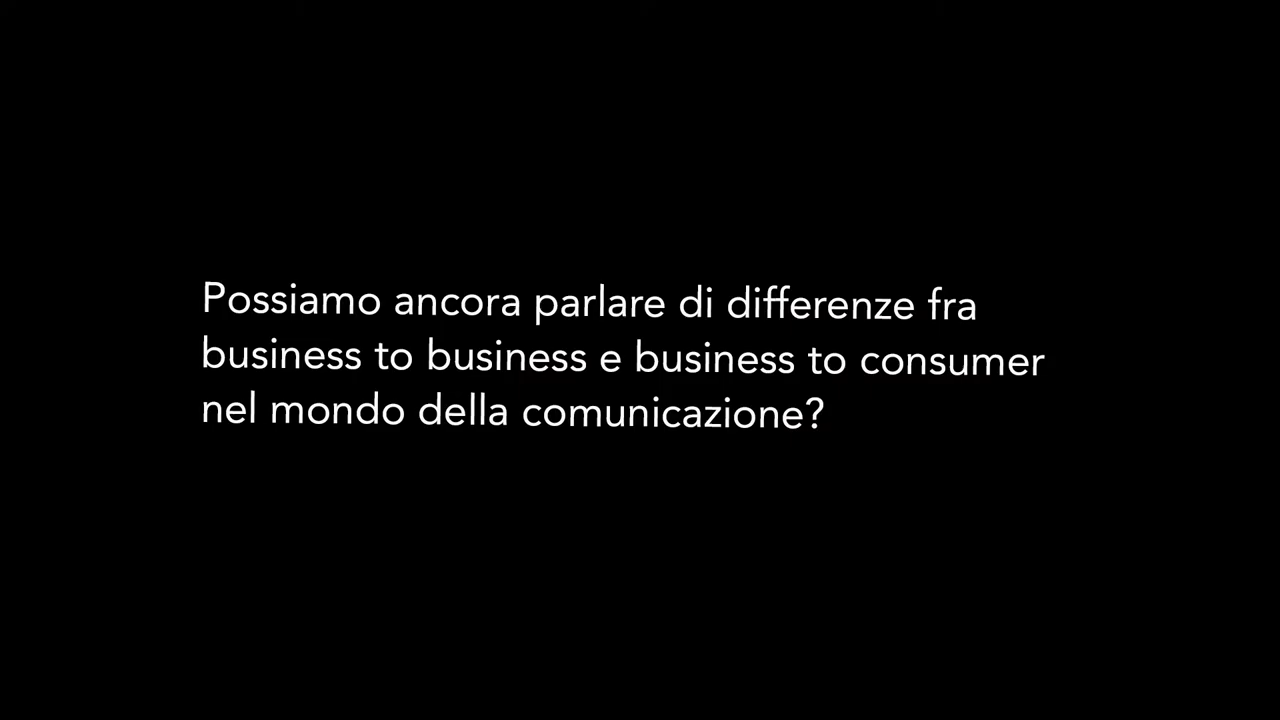 Possiamo ancora parlare di differenze fra
business to business e business to consumer
nel mondo della comunicazione?